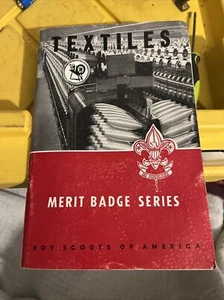 TEXTILES
MERIT BADGE SERIES
BOY SCOUTS OF AMERICA